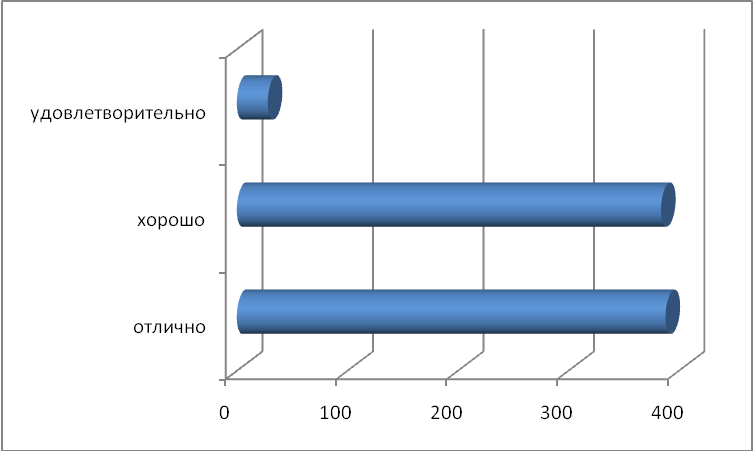 удовлетворительно
хорошо
отлично
0 100 200 300 400